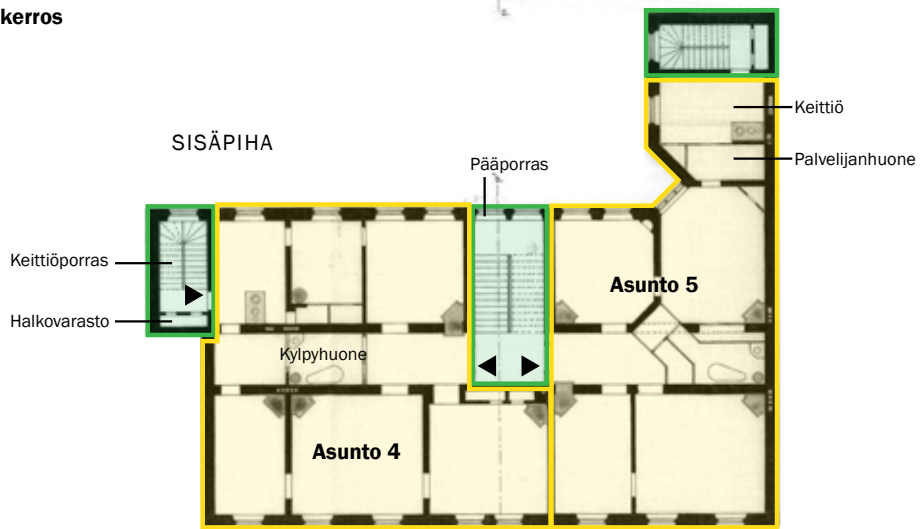 kerros
SISÄPIHA
Keittiö
Palvelijanhuone
Pääporras
Keittiöporras
Halkovarasto
Asunto 5
Kylpyhuone
Asunto 4